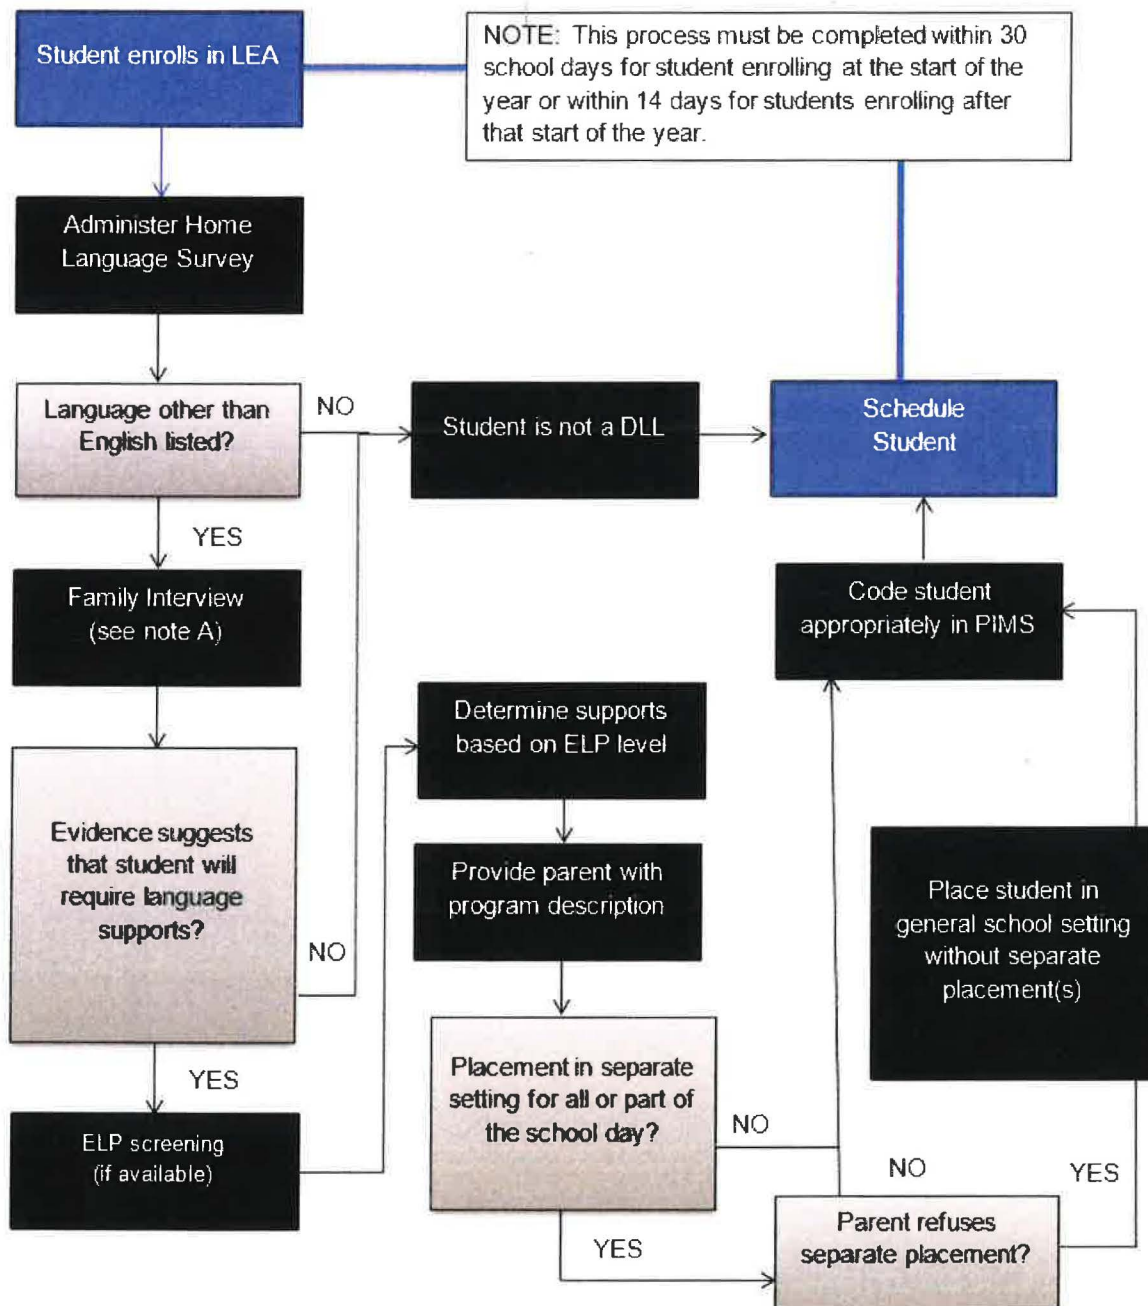 Student enrolls in LEA
NOTE: This process must be completed within 30
school days for student enrolling at the start of the
year or within 14 days for students enrolling after
that start of the year.
Administer Home
Language Survey
Language other than
English listed?
NO
Student is not a DLL
Schedule
Student
YES
Family Interview
(see note A)
Code student
appropriately in PIMS
Determine supports
based on ELP level
Evidence suggests
that student will
require language
supports?
NO
Provide parent with
program description
Place student in
general school setting
without separate
placement(s)
YES
Placement in separate
setting for all or part of
the school day?
NO
ELP screening
(if available)
NO
YES
YES
Parent refuses
separate placement?